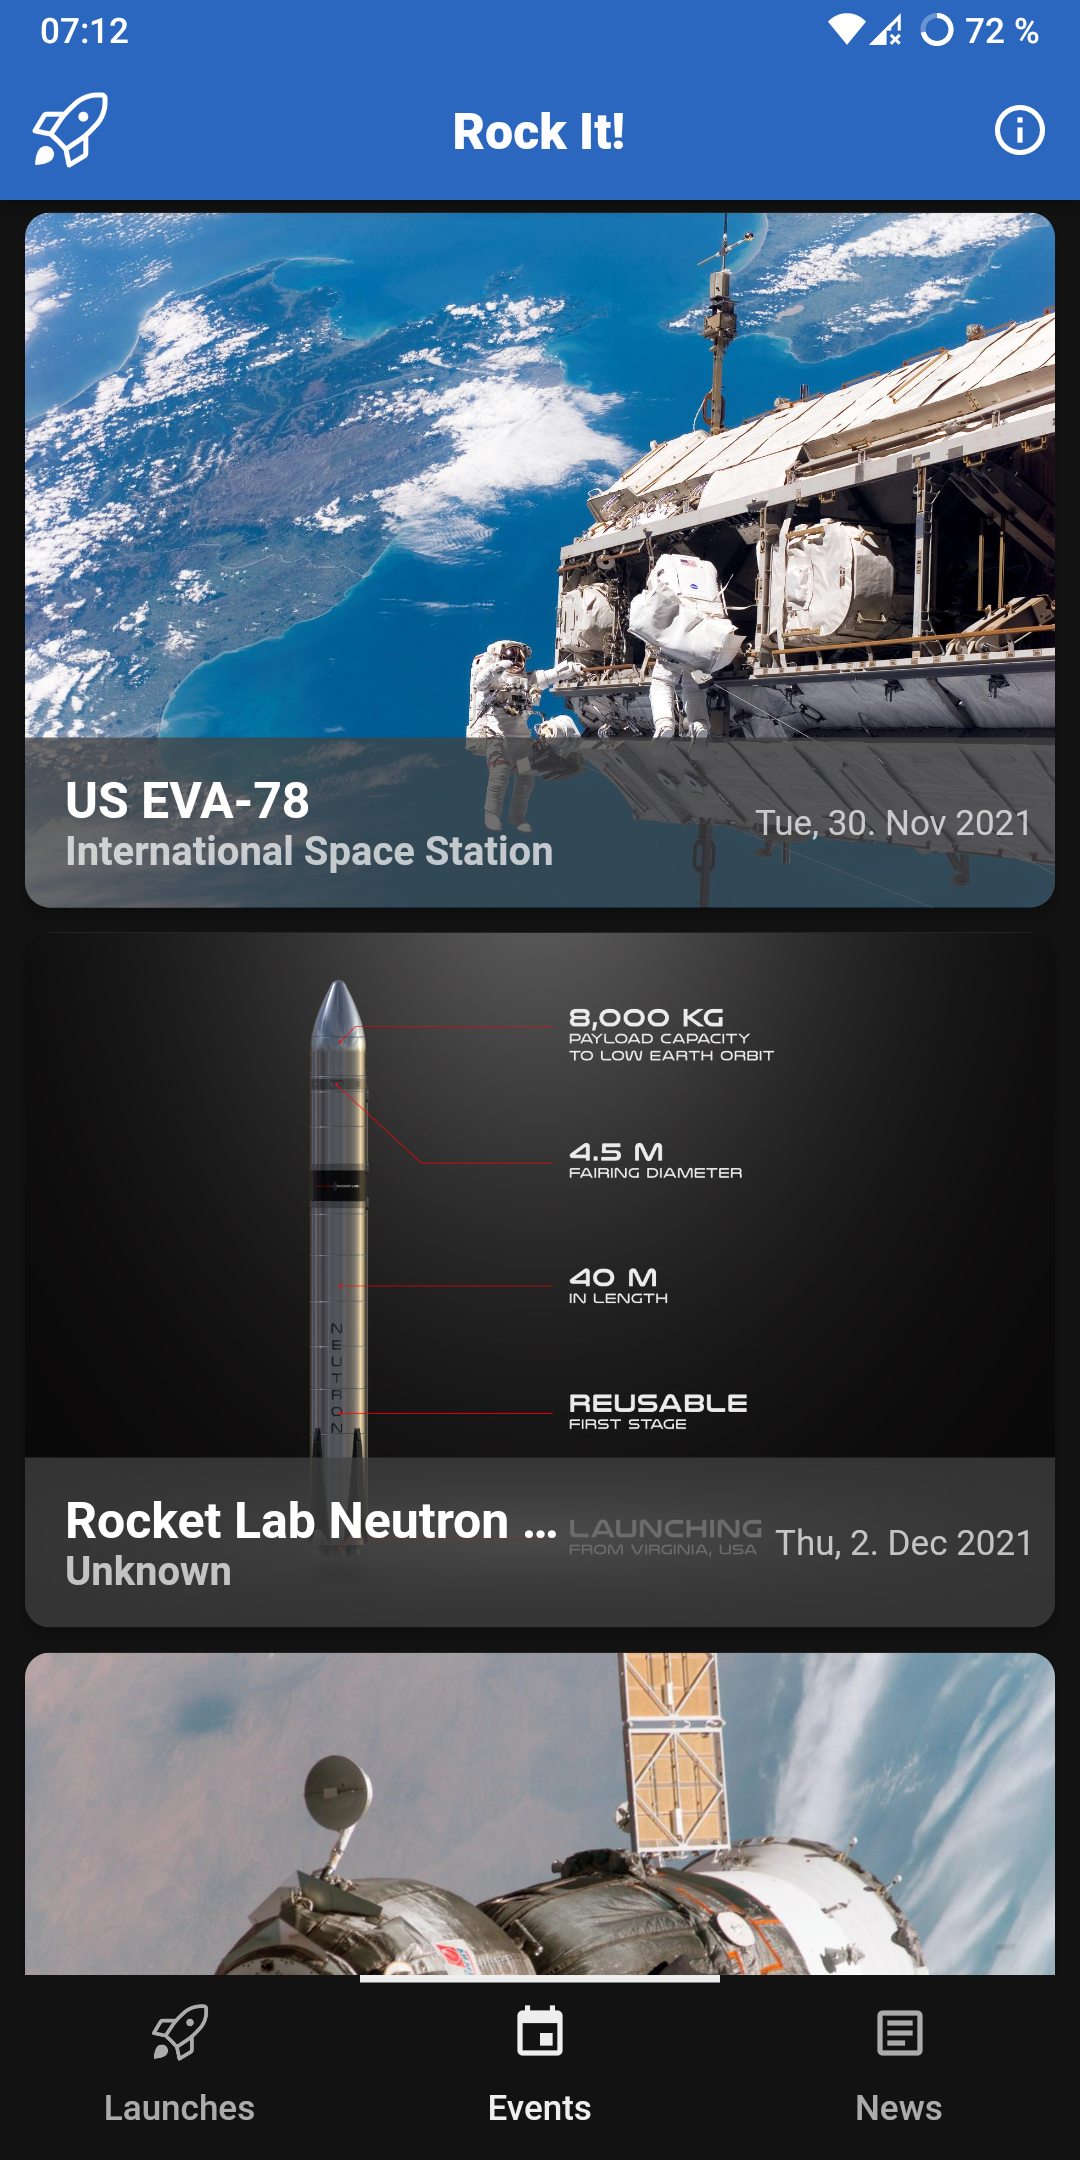 07:12
72 %
Rock It!
US EVA-78
International Space Station
Tue, 30. Nov 2021
8,000 KG
PAYLOAD CAPACITY
TO LOW EARTH ORBIT
4.5 M
FAIRING DIAMETER
40 M
IN LENGTH
NEUTRON
REUSABLE
FIRST STAGE
Rocket Lab Neutron ...
Unknown
LAUNCHING
FROM VIRGINIA, USA
Thu, 2. Dec 2021
Launches
Events
News